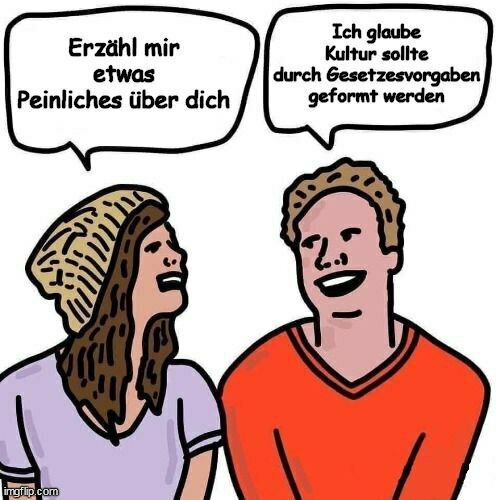 Erzähl mir
etwas
Peinliches über dich
Ich glaube
Kultur sollte
durch Gesetzesvorgaben
geformt werden
imgflip.com